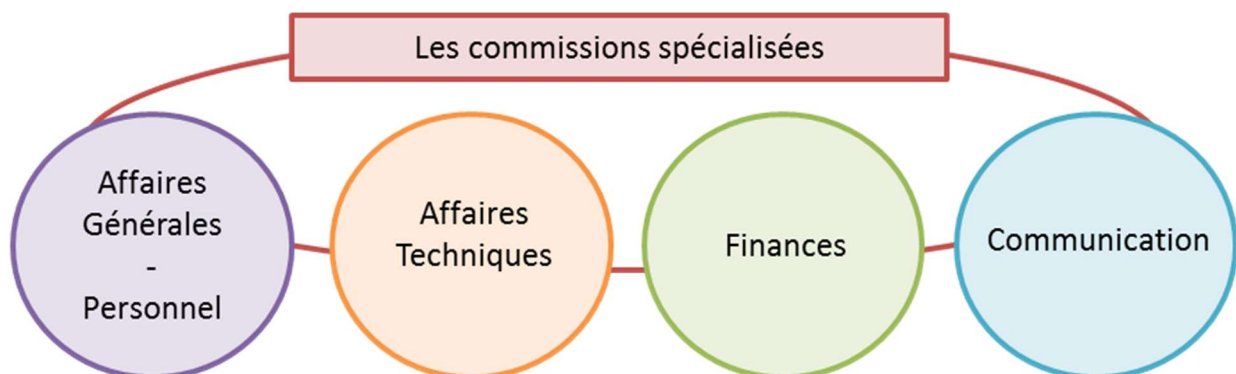 Les commissions spécialisées
Affaires
Générales
-
Personnel
Affaires
Techniques
Finances
Communication